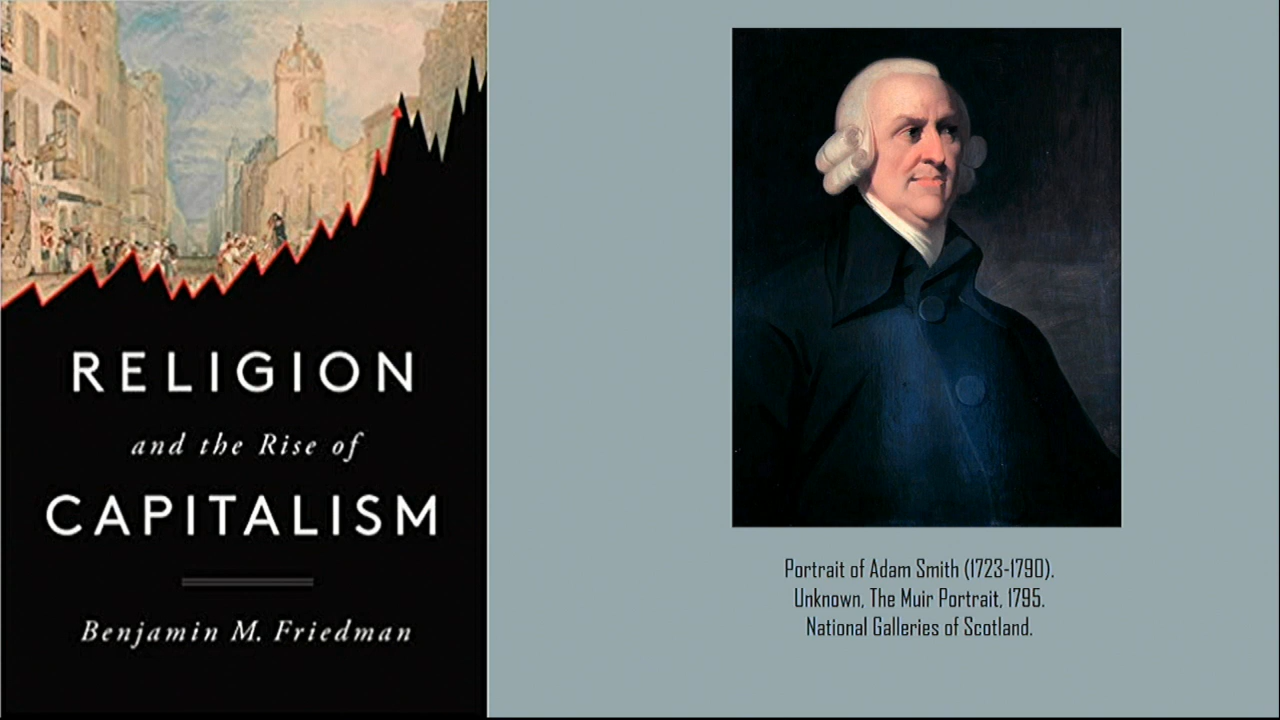 RELIGION
and the Rise of
CAPITALISM
Benjamin M. Friedman
Portrait of Adam Smith (1723-1790).
Unknown, The Muir Portrait, 1795.
National Galleries of Scotland.